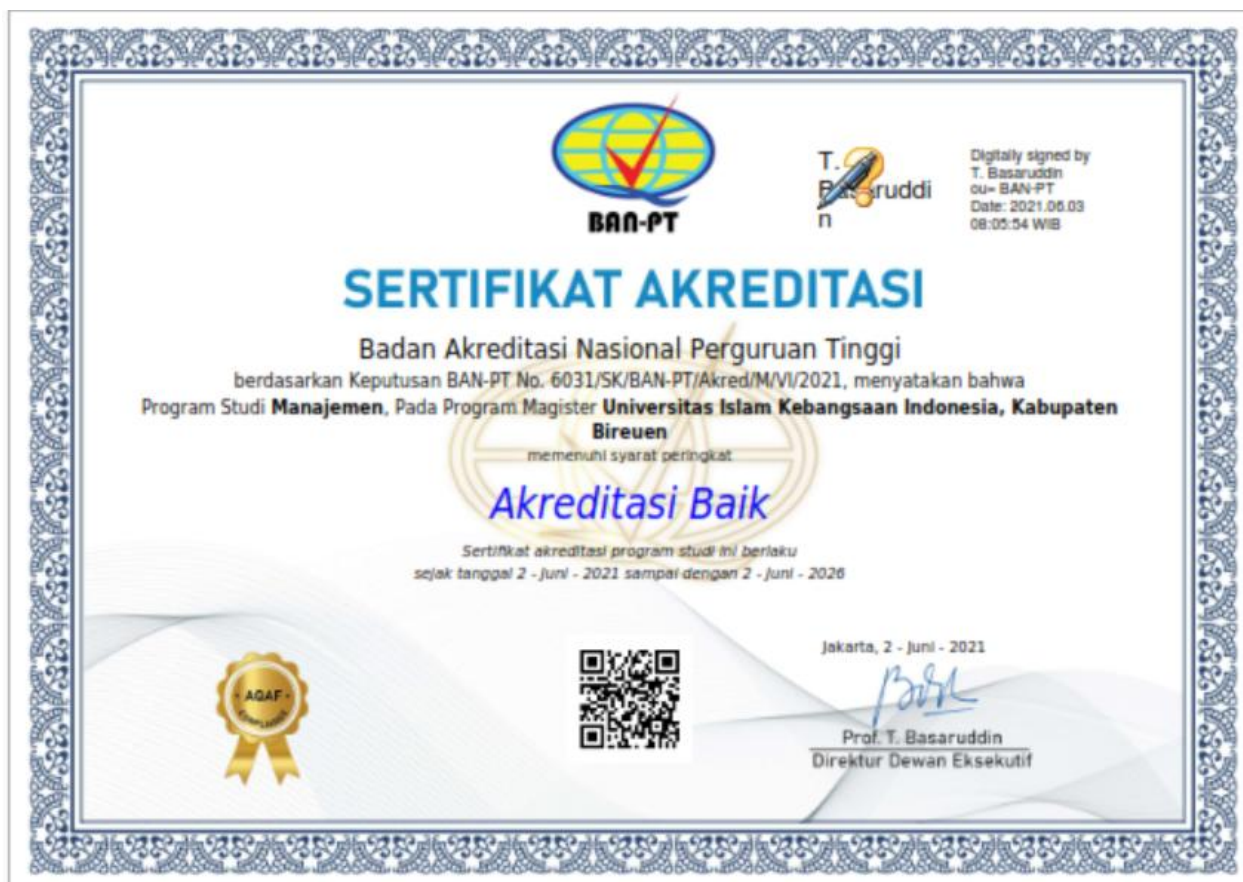 BAN-PT
T.
Basaruddi
n
Digitally signed by
T. Basaruddin
ou= BAN-PT
Date: 2021.06.03
08:05:54 WIB
SERTIFIKAT AKREDITASI
Badan Akreditasi Nasional Perguruan Tinggi
berdasarkan Keputusan BAN-PT No. 6031/SK/BAN-PT/Akred/M/VI/2021, menyatakan bahwa
Program Studi Manajemen, Pada Program Magister Universitas Islam Kebangsaan Indonesia, Kabupaten
Bireuen
memenuhi syarat peringkat
Akreditasi Baik
Sertifikat akreditasi program studi ini berlaku
sejak tanggal 2 - Juni - 2021 sampai dengan 2 - Juni - 2026
Jakarta, 2 - Juni - 2021
AQAF
Prof. T. Basaruddin
Direktur Dewan Eksekutif